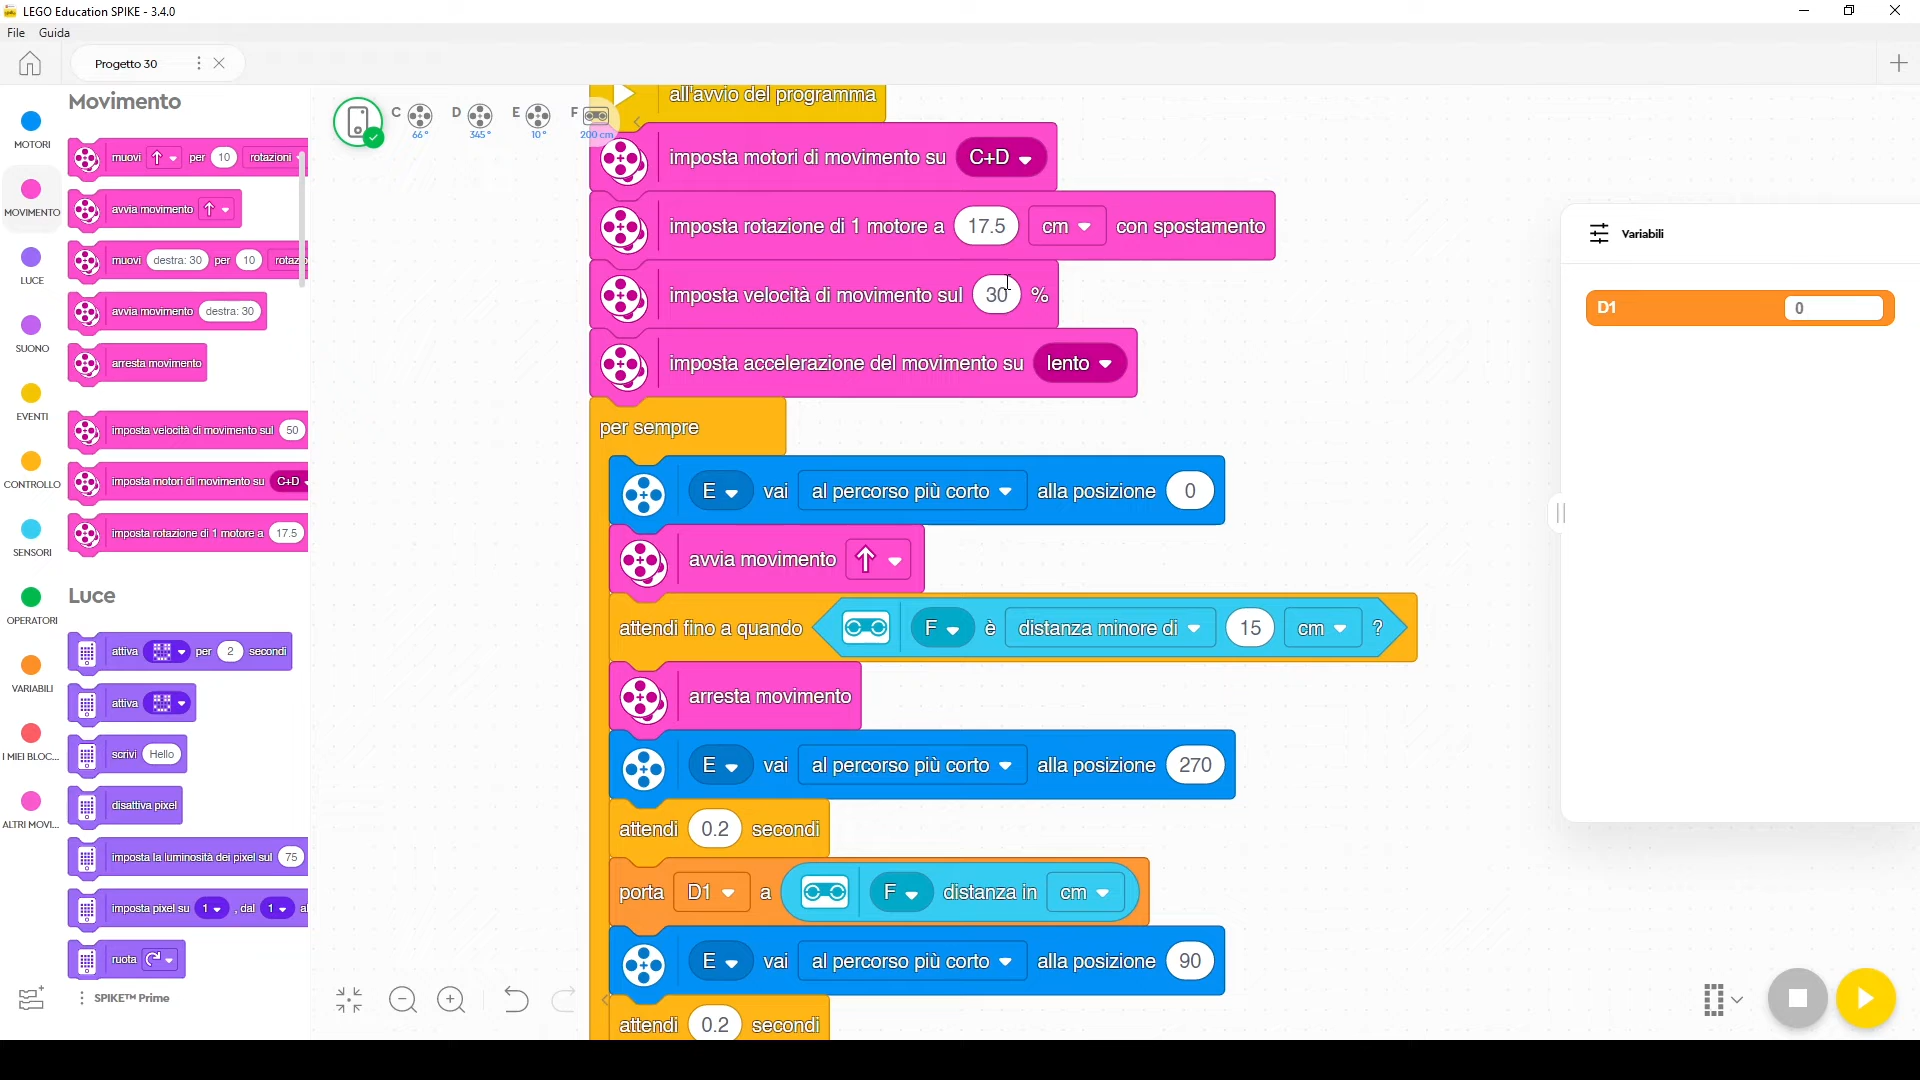 LEGO Education SPIKE - 3.4.0
File Guida
Progetto 30
MOTORI
MOVIMENTO
LUCE
SUONO
EVENTI
CONTROLLO
SENSORI
OPERATORI
VARIABILI
I MIEI BLOC...
ALTRI MOVI...
Movimento
muovi per 10 rotazioni
avvia movimento
muovi destra: 30 per 10
avvia movimento destra: 30
arresta movimento
imposta velocità di movimento sul 50
imposta motori di movimento su C+D
imposta rotazione di 1 motore a 17.5
Luce
attiva per 2 secondi
attiva
scrivi Hello
disattiva pixel
imposta la luminosità dei pixel sul 75
imposta pixel su 1 , dal 1
ruota
SPIKE™ Prime
C 66°
D 345°
E 10°
F 200 cm
all'avvio del programma
imposta motori di movimento su C+D
imposta rotazione di 1 motore a 17.5 cm con spostamento
imposta velocità di movimento sul 30 %
imposta accelerazione del movimento su lento
per sempre
E vai al percorso più corto alla posizione 0
avvia movimento
attendi fino a quando F è distanza minore di 15 cm ?
arresta movimento
E vai al percorso più corto alla posizione 270
attendi 0.2 secondi
porta D1 a F distanza in cm
E vai al percorso più corto alla posizione 90
attendi 0.2 secondi
Variabili
D1 0